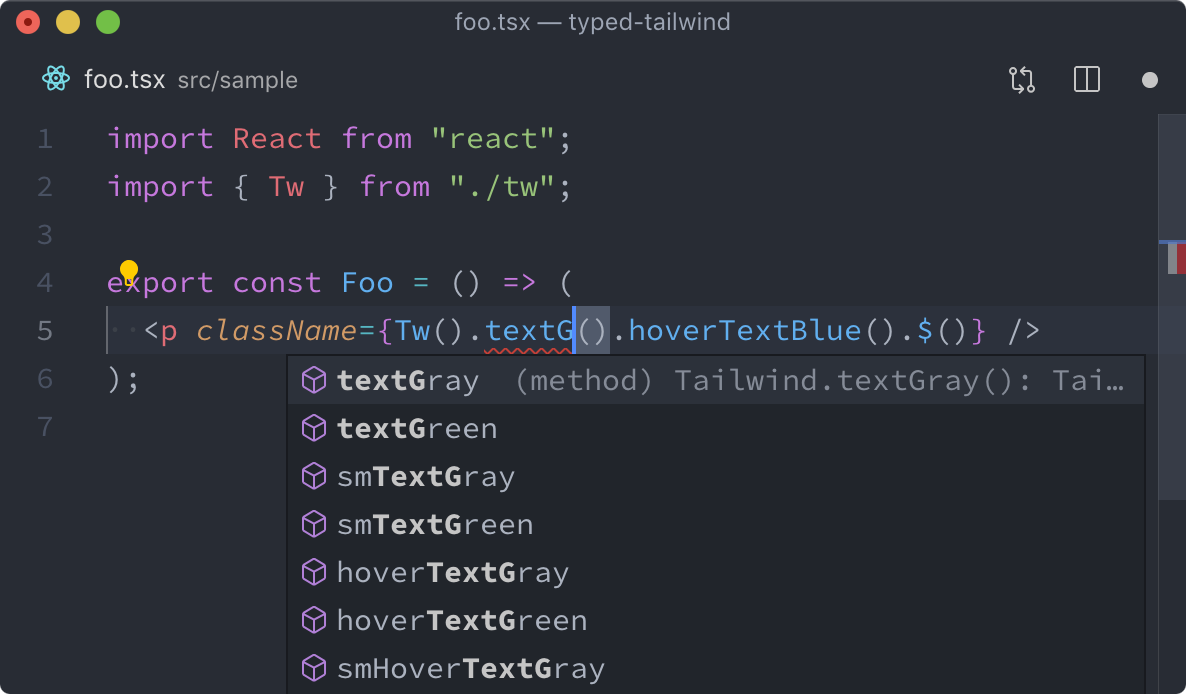 foo.tsx — typed-tailwind
foo.tsx src/sample
1 import React from "react";
2 import { Tw } from "./tw";
3
4 export const Foo = () => (
5 <p className={Tw().textG().hoverTextBlue().$()} />
6 );
7
textGray (method) Tailwind.textGray(): Tai…
textGreen
smTextGray
smTextGreen
hoverTextGray
hoverTextGreen
smHoverTextGray